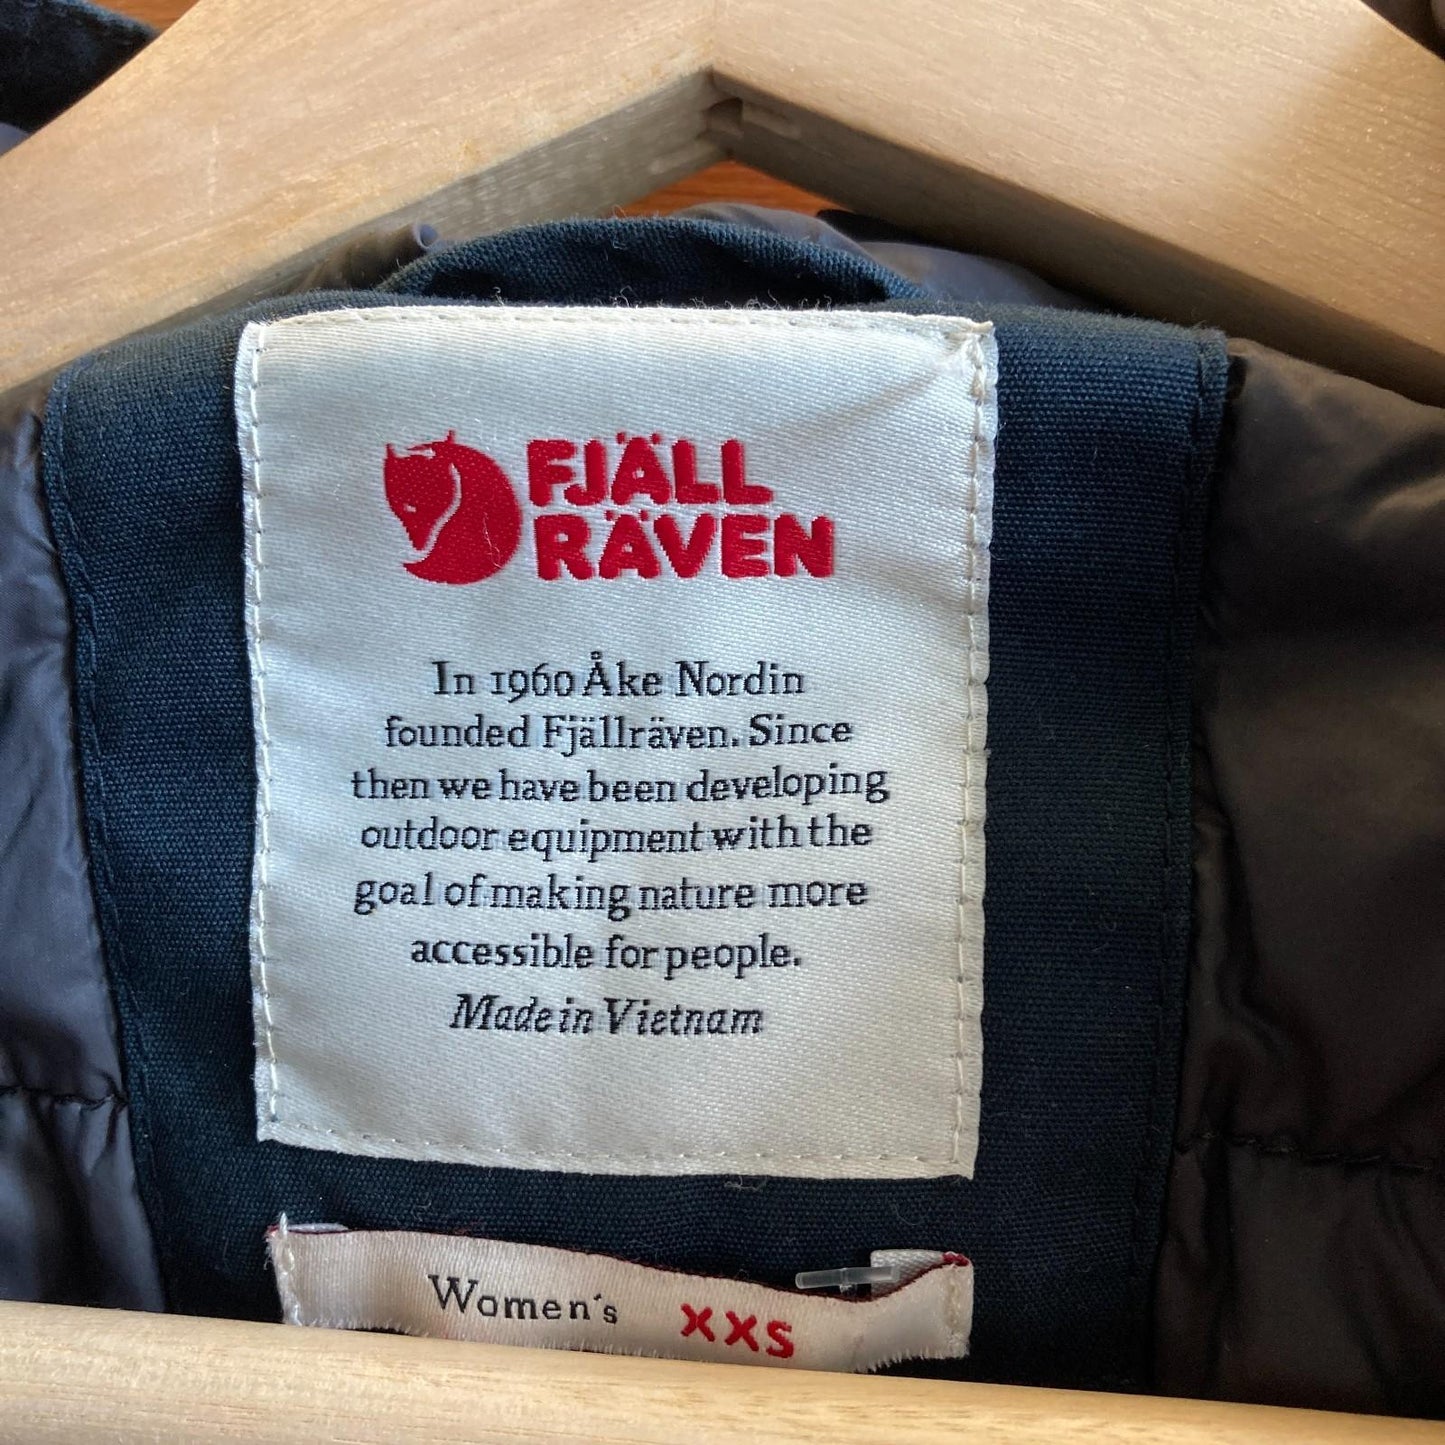 FJÄLL
RÄVEN
In 1960 Åke Nordin
founded Fjällräven. Since
then we have been developing
outdoor equipment with the
goal of making nature more
accessible for people.
Made in Vietnam
Women's XXS